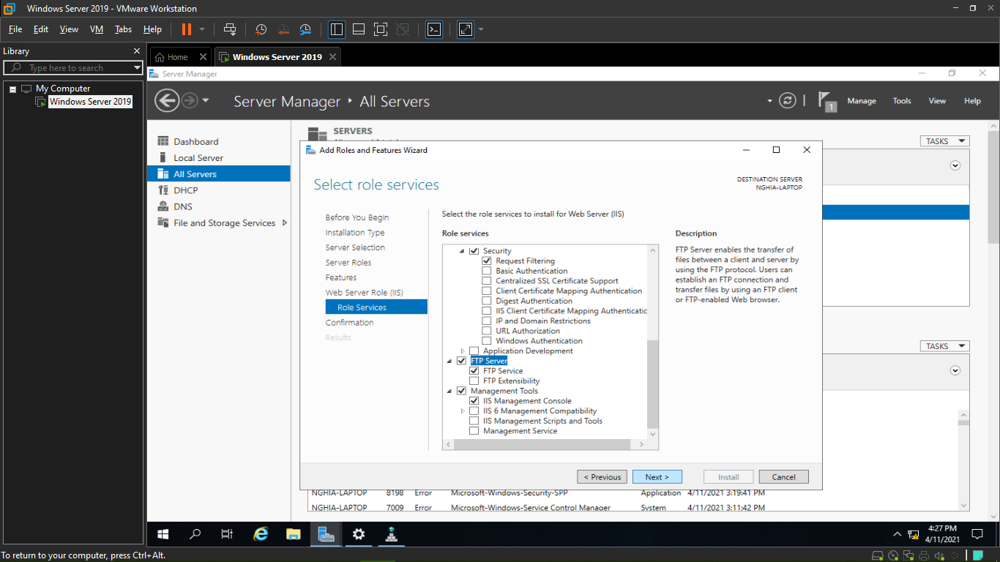 Windows Server 2019 - VMware Workstation
File Edit View VM Tabs Help
Library
Type here to search
My Computer
Windows Server 2019
Home
Windows Server 2019
Server Manager
Server Manager All Servers
1
Manage Tools View Help
Dashboard
Local Server
All Servers
DHCP
DNS
File and Storage Services
SERVERS
TASKS
Add Roles and Features Wizard
Select role services
DESTINATION SERVER
NGHIA-LAPTOP
Before You Begin
Installation Type
Server Selection
Server Roles
Features
Web Server Role (IIS)
Role Services
Confirmation
Results
Select the role services to install for Web Server (IIS)
Role services
Security
Request Filtering
Basic Authentication
Centralized SSL Certificate Support
Client Certificate Mapping Authentication
Digest Authentication
IIS Client Certificate Mapping Authenticatic
IP and Domain Restrictions
URL Authorization
Windows Authentication
Application Development
FTP Server
FTP Service
FTP Extensibility
Management Tools
IIS Management Console
IIS 6 Management Compatibility
IIS Management Scripts and Tools
Management Service
Description
FTP Server enables the transfer of
files between a client and server by
using the FTP protocol. Users can
establish an FTP connection and
transfer files by using an FTP client
or FTP-enabled Web browser.
TASKS
< Previous
Next >
Install
Cancel
NGHIA-LAPTOP 8198 Error Microsoft-Windows-Security-SPP Application 4/11/2021 3:19:41 PM
NGHIA-LAPTOP 7009 Error Microsoft-Windows-Service Control Manager System 4/11/2021 3:11:42 PM
4:27 PM
4/11/2021
To return to your computer, press Ctrl+Alt.